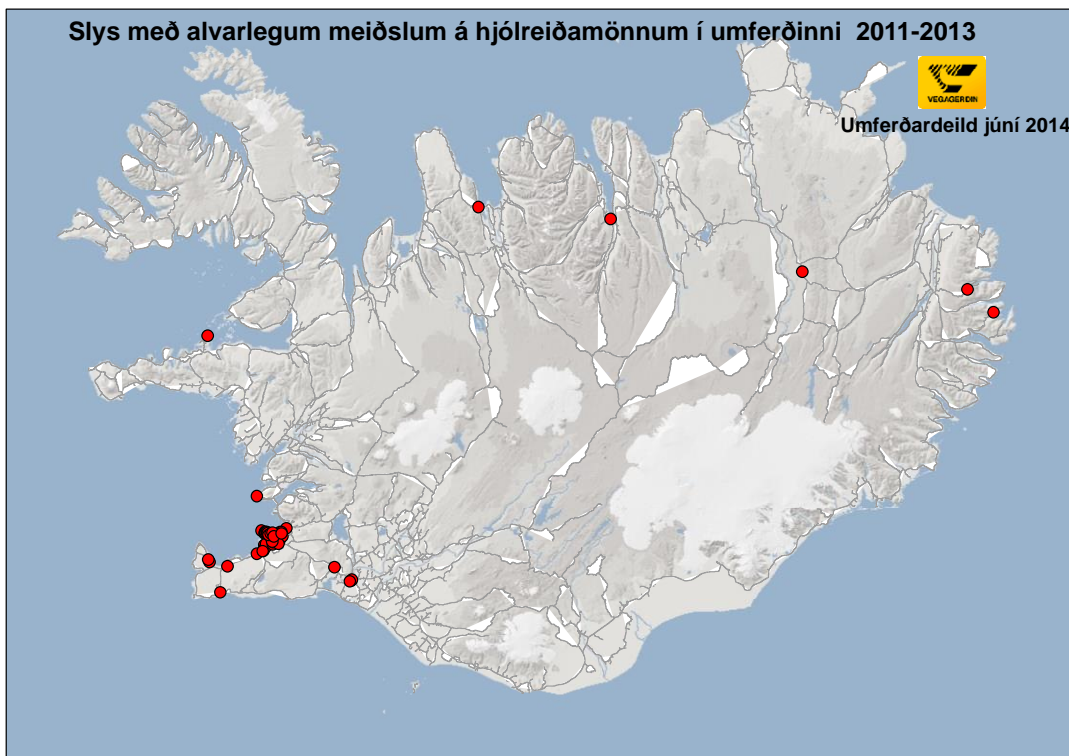 Slys með alvarlegum meiðslum á hjólreiðamönnum í umferðinni 2011-2013
VEGAGERÐIN
Umferðardeild júní 2014